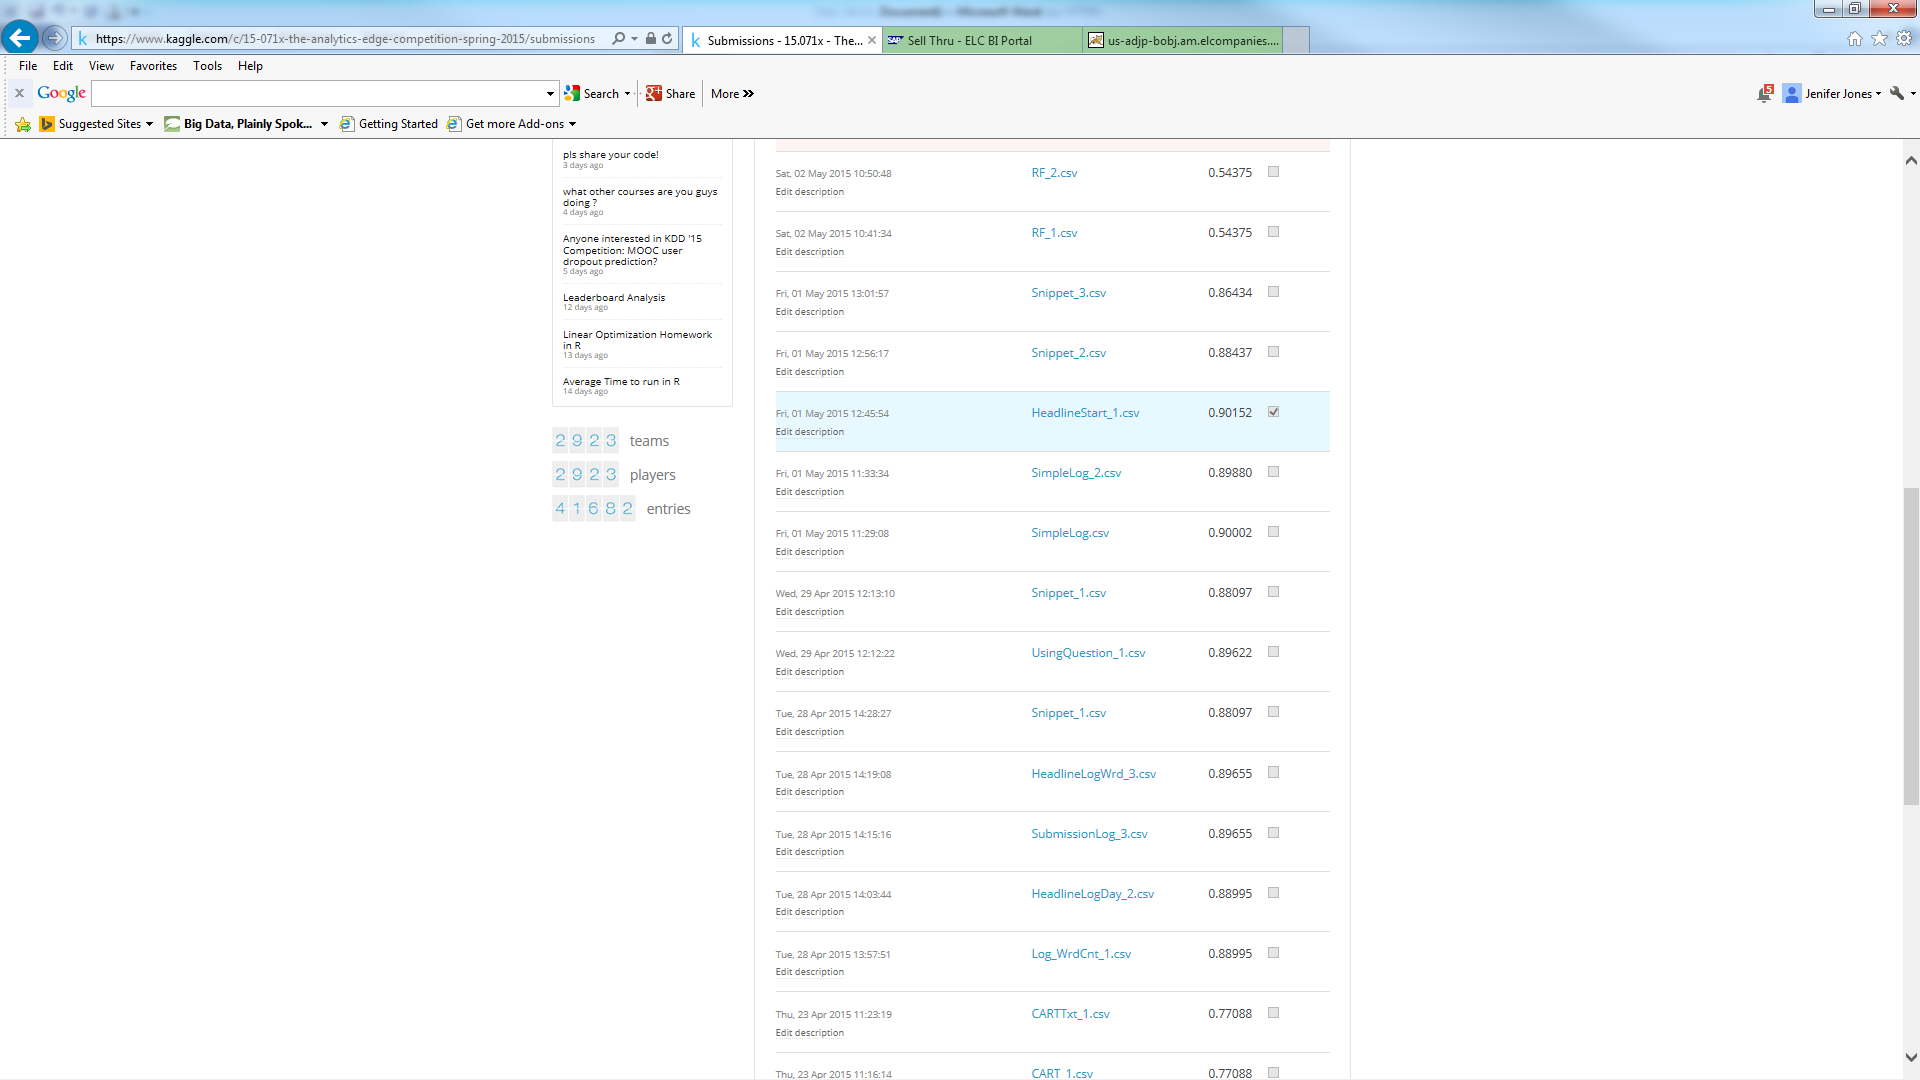 https://www.kaggle.com/c/15-071x-the-analytics-edge-competition-spring-2015/submissions
Submissions - 15.071x - The...
Sell Thru - ELC BI Portal
us-adjp-bobj.am.elcompanies....
File Edit View Favorites Tools Help
x Google Search Share More »
5 Jenifer Jones
Suggested Sites Big Data, Plainly Spok... Getting Started Get more Add-ons
pls share your code!
3 days ago
what other courses are you guys
doing ?
4 days ago
Anyone interested in KDD '15
Competition: MOOC user
dropout prediction?
5 days ago
Leaderboard Analysis
12 days ago
Linear Optimization Homework
in R
13 days ago
Average Time to run in R
14 days ago
2923 teams
2923 players
41682 entries
Sat, 02 May 2015 10:50:48 RF_2.csv 0.54375
Edit description
Sat, 02 May 2015 10:41:34 RF_1.csv 0.54375
Edit description
Fri, 01 May 2015 13:01:57 Snippet_3.csv 0.86434
Edit description
Fri, 01 May 2015 12:56:17 Snippet_2.csv 0.88437
Edit description
Fri, 01 May 2015 12:45:54 HeadlineStart_1.csv 0.90152
Edit description
Fri, 01 May 2015 11:33:34 SimpleLog_2.csv 0.89880
Edit description
Fri, 01 May 2015 11:29:08 SimpleLog.csv 0.90002
Edit description
Wed, 29 Apr 2015 12:13:10 Snippet_1.csv 0.88097
Edit description
Wed, 29 Apr 2015 12:12:22 UsingQuestion_1.csv 0.89622
Edit description
Tue, 28 Apr 2015 14:28:27 Snippet_1.csv 0.88097
Edit description
Tue, 28 Apr 2015 14:19:08 HeadlineLogWrd_3.csv 0.89655
Edit description
Tue, 28 Apr 2015 14:15:16 SubmissionLog_3.csv 0.89655
Edit description
Tue, 28 Apr 2015 14:03:44 HeadlineLogDay_2.csv 0.88995
Edit description
Tue, 28 Apr 2015 13:57:51 Log_WrdCnt_1.csv 0.88995
Edit description
Thu, 23 Apr 2015 11:23:19 CARTTxt_1.csv 0.77088
Edit description
Thu, 23 Apr 2015 11:16:14 CART_1.csv 0.77088